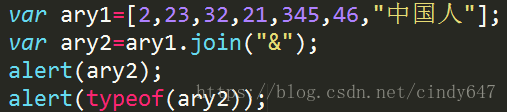 var ary1=[2,23,32,21,345,46,"中国人"];
var ary2=ary1.join("&");
alert(ary2);
alert(typeof(ary2));
https://blog.csdn.net/cindy647